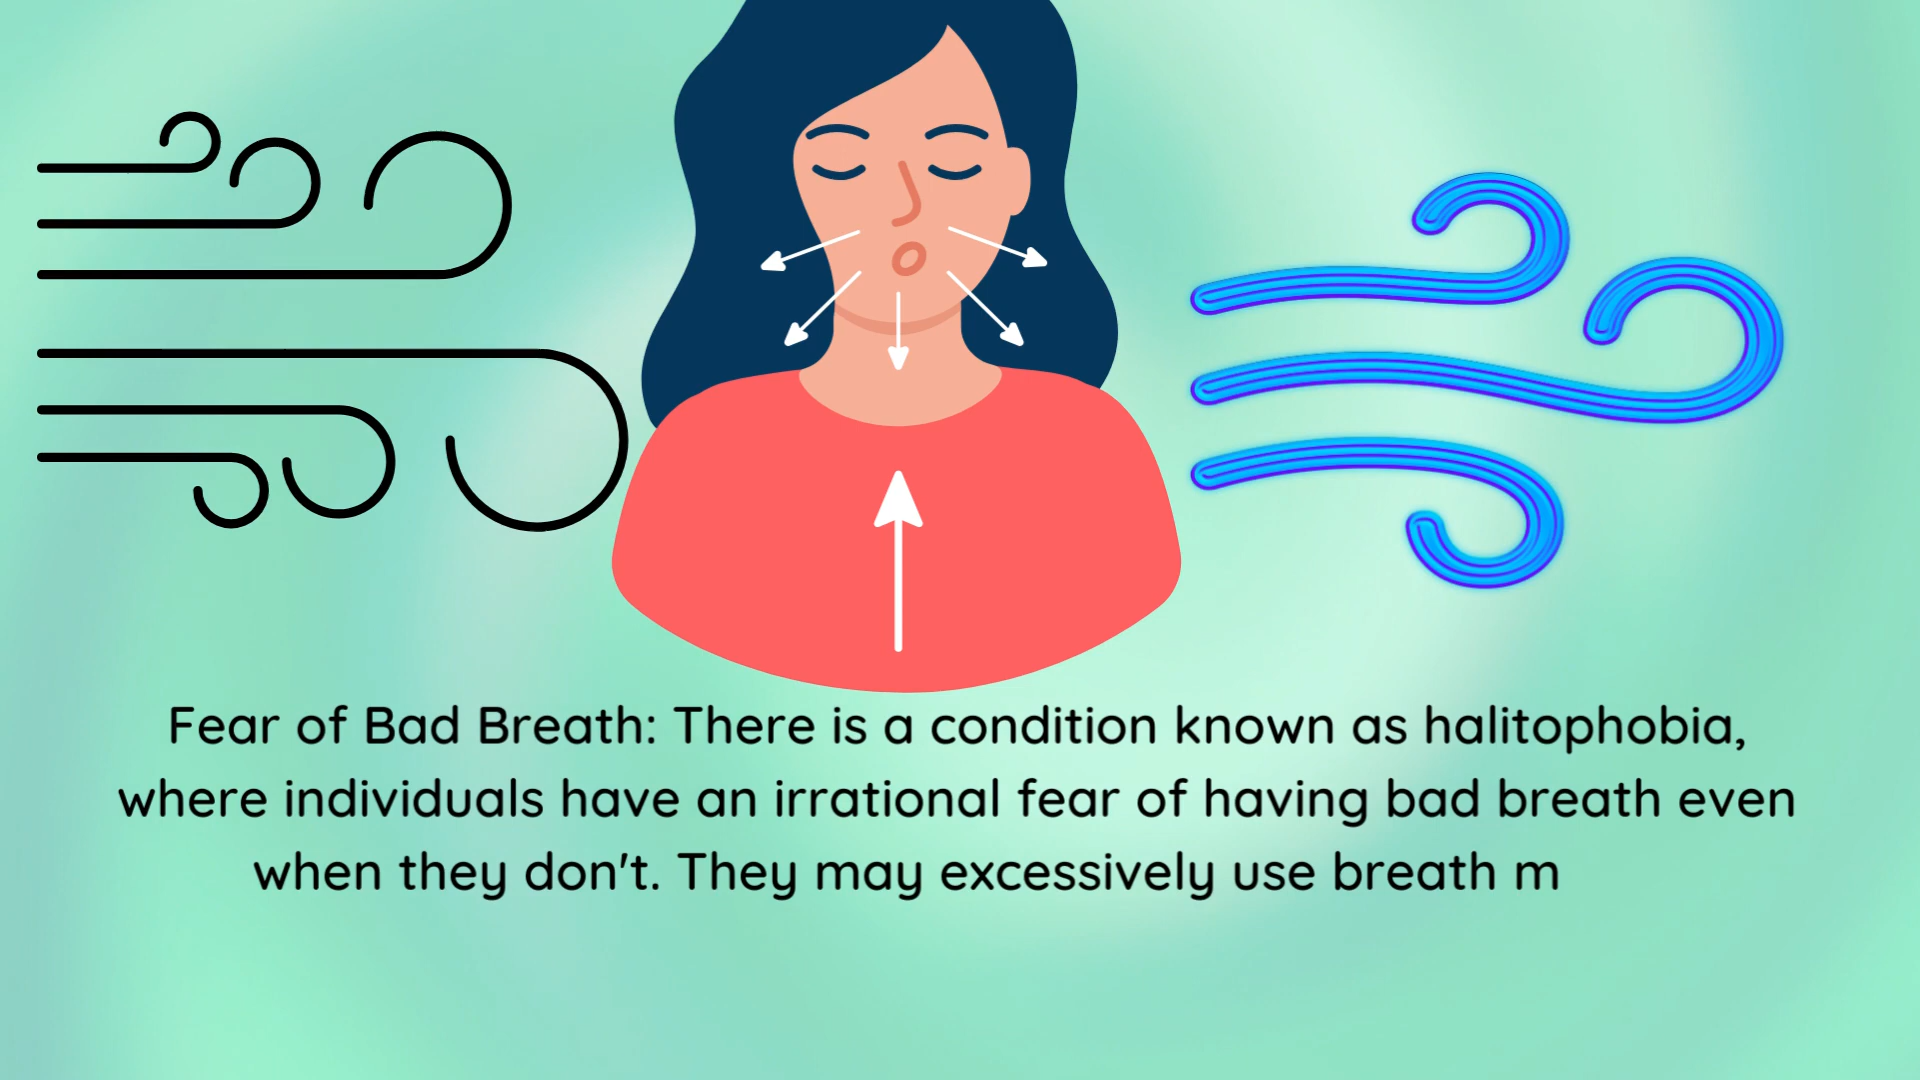 Fear of Bad Breath: There is a condition known as halitophobia,
where individuals have an irrational fear of having bad breath even
when they don't. They may excessively use breath m